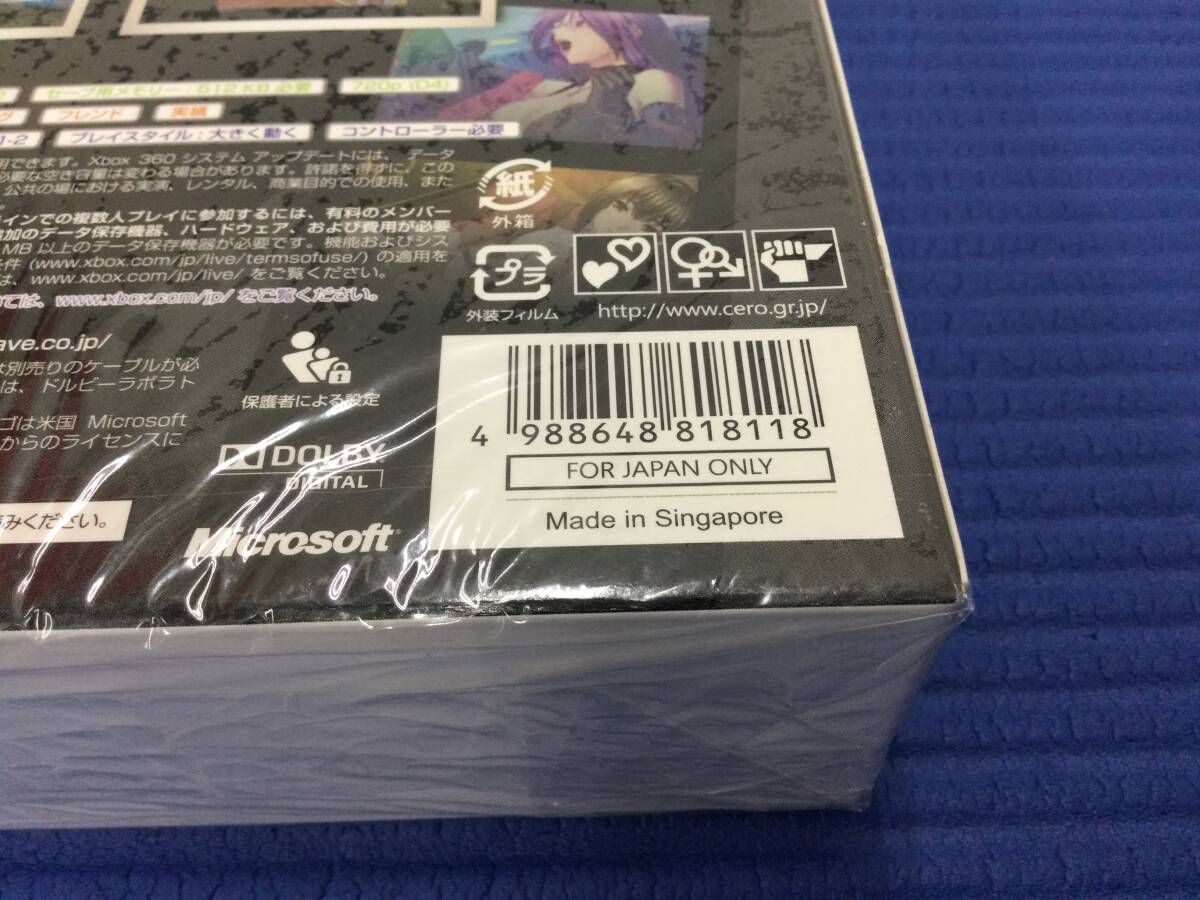 セーブ用メモリー：512 KB 必要
720p (D4)
グ
フレンド
実績
1-2
プレイスタイル：大きく動く
コントローラー必要
用できます。Xbox 360 システム アップデートには、データ
必要な空き容量は変わる場合があります。許諾を得ずに、この
公共の場における実演、レンタル、商業目的での使用、また
インでの複数人プレイに参加するには、有料のメンバー
追加のデータ保存機器、ハードウェア、および費用が必要
MB 以上のデータ保存機器が必要です。機能およびシス
件 (www.xbox.com/jp/live/termsofuse/) の適用を
は、www.xbox.com/jp/live/ をご覧ください。
ては、www.xbox.com/jp/ をご覧ください。
紙
外箱
プラ
外装フィルム
http://www.cero.gr.jp/
ave.co.jp/
は別売りのケーブルが必
は、ドルビーラボラト
ゴは米国 Microsoft
からのライセンスに
保護者による設定
DOLBY
DIGITAL
みください。
Microsoft
4 988648 818118
FOR JAPAN ONLY
Made in Singapore